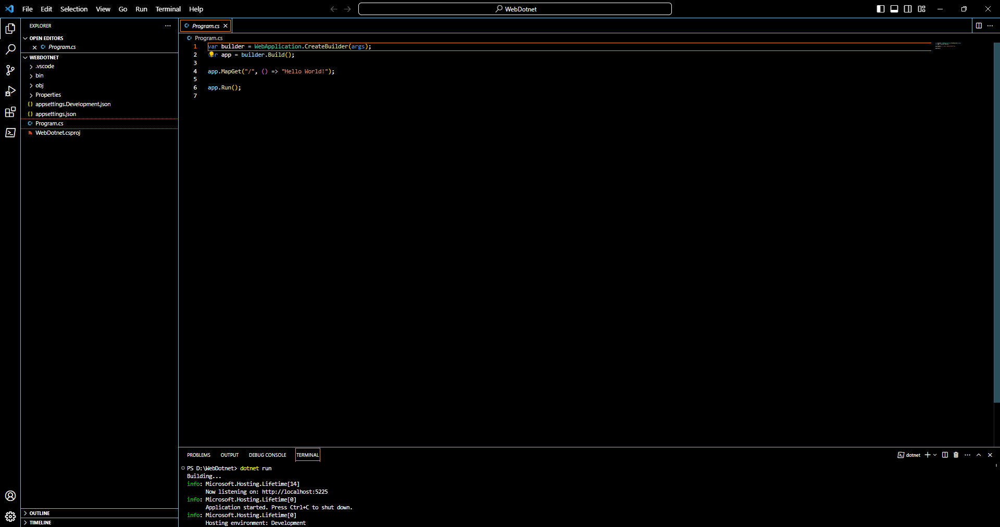 File Edit Selection View Go Run Terminal Help
WebDotnet
EXPLORER
OPEN EDITORS
Program.cs
WEBDOTNET
.vscode
bin
obj
Properties
appsettings.Development.json
appsettings.json
Program.cs
WebDotnet.csproj
OUTLINE
TIMELINE
Program.cs
Program.cs
1 var builder = WebApplication.CreateBuilder(args);
2 var app = builder.Build();
3
4 app.MapGet("/", () => "Hello World!");
5
6 app.Run();
7
PROBLEMS OUTPUT DEBUG CONSOLE TERMINAL
dotnet
PS D:\WebDotnet> dotnet run
Building...
info: Microsoft.Hosting.Lifetime[14]
Now listening on: http://localhost:5225
info: Microsoft.Hosting.Lifetime[0]
Application started. Press Ctrl+C to shut down.
info: Microsoft.Hosting.Lifetime[0]
Hosting environment: Development